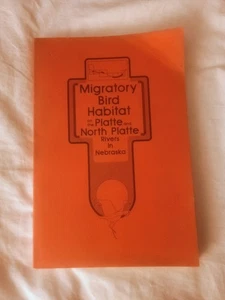 Migratory
Bird
Habitat
on the Platte and
North Platte
Rivers
in
Nebraska